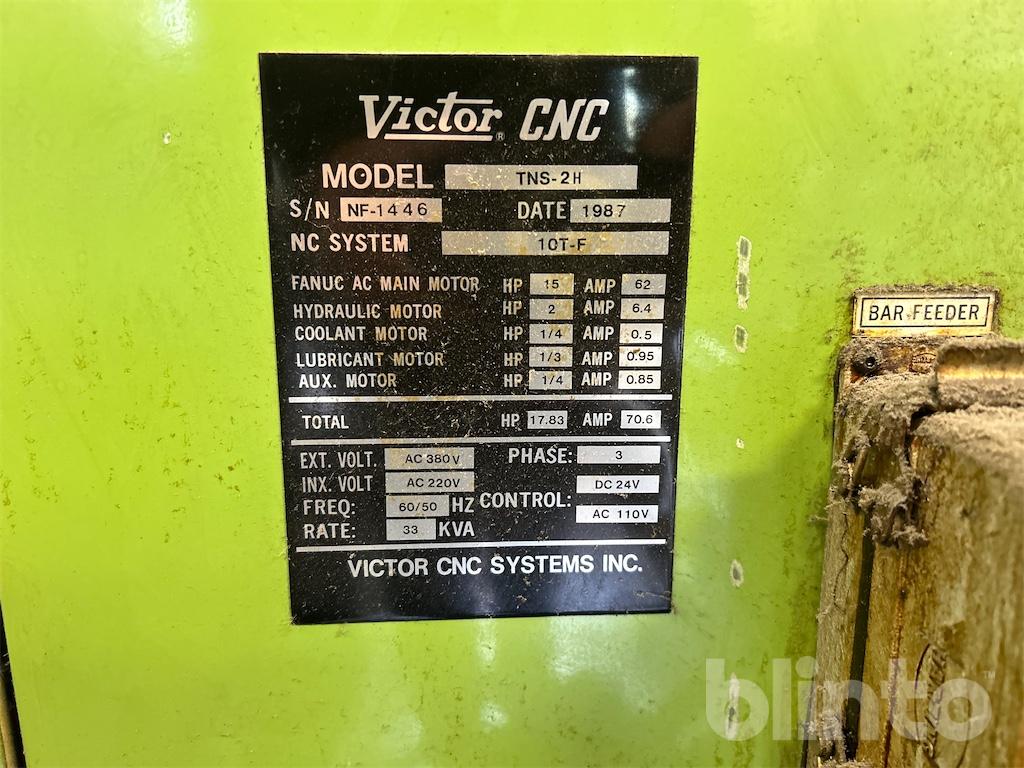 Victor® CNC
MODEL TNS-2H
S/N NF-1446 DATE 1987
NC SYSTEM 10T-F
FANUC AC MAIN MOTOR HP 15 AMP 62
HYDRAULIC MOTOR HP 2 AMP 6.4
COOLANT MOTOR HP 1/4 AMP 0.5
LUBRICANT MOTOR HP 1/3 AMP 0.95
AUX. MOTOR HP 1/4 AMP 0.85
TOTAL HP 17.83 AMP 70.6
EXT. VOLT. AC 380V PHASE: 3
INX. VOLT AC 220V DC 24V
FREQ: 60/50 HZ CONTROL: AC 110V
RATE: 33 KVA
VICTOR CNC SYSTEMS INC.
BAR FEEDER
blinto